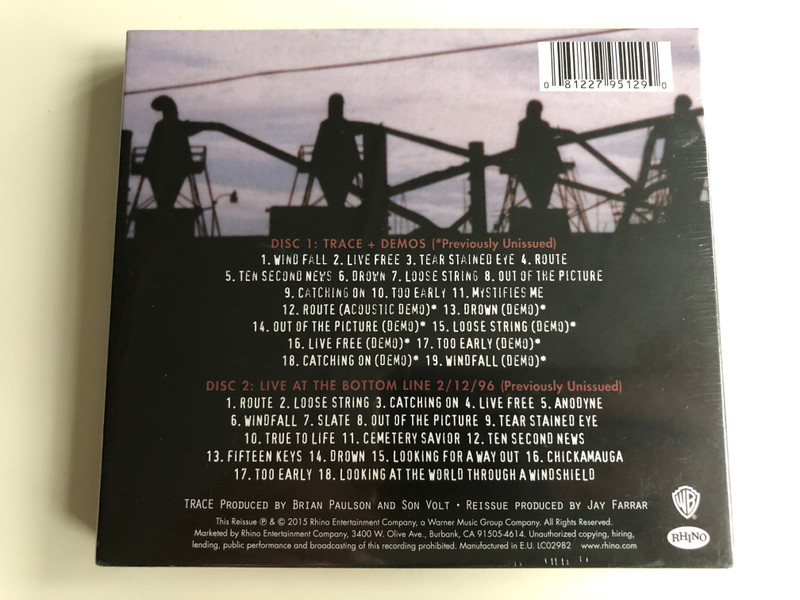 0 81227 95129 0
DISC 1: TRACE + DEMOS (*Previously Unissued)
1. WIND FALL 2. LIVE FREE 3. TEAR STAINED EYE 4. ROUTE
5. TEN SECOND NEWS 6. DROWN 7. LOOSE STRING 8. OUT OF THE PICTURE
9. CATCHING ON 10. TOO EARLY 11. MYSTIFIES ME
12. ROUTE (ACOUSTIC DEMO)* 13. DROWN (DEMO)*
14. OUT OF THE PICTURE (DEMO)* 15. LOOSE STRING (DEMO)*
16. LIVE FREE (DEMO)* 17. TOO EARLY (DEMO)*
18. CATCHING ON (DEMO)* 19. WINDFALL (DEMO)*
DISC 2: LIVE AT THE BOTTOM LINE 2/12/96 (Previously Unissued)
1. ROUTE 2. LOOSE STRING 3. CATCHING ON 4. LIVE FREE 5. ANODYNE
6. WINDFALL 7. SLATE 8. OUT OF THE PICTURE 9. TEAR STAINED EYE
10. TRUE TO LIFE 11. CEMETERY SAVIOR 12. TEN SECOND NEWS
13. FIFTEEN KEYS 14. DROWN 15. LOOKING FOR A WAY OUT 16. CHICKAMAUGA
17. TOO EARLY 18. LOOKING AT THE WORLD THROUGH A WINDSHIELD
TRACE PRODUCED BY BRIAN PAULSON AND SON VOLT • REISSUE PRODUCED BY JAY FARRAR
This Reissue ℗ & © 2015 Rhino Entertainment Company, a Warner Music Group Company. All Rights Reserved.
Marketed by Rhino Entertainment Company, 3400 W. Olive Ave., Burbank, CA 91505-4614. Unauthorized copying, hiring,
lending, public performance and broadcasting of this recording prohibited. Manufactured in E.U. LC02982 www.rhino.com
WB
RHINO